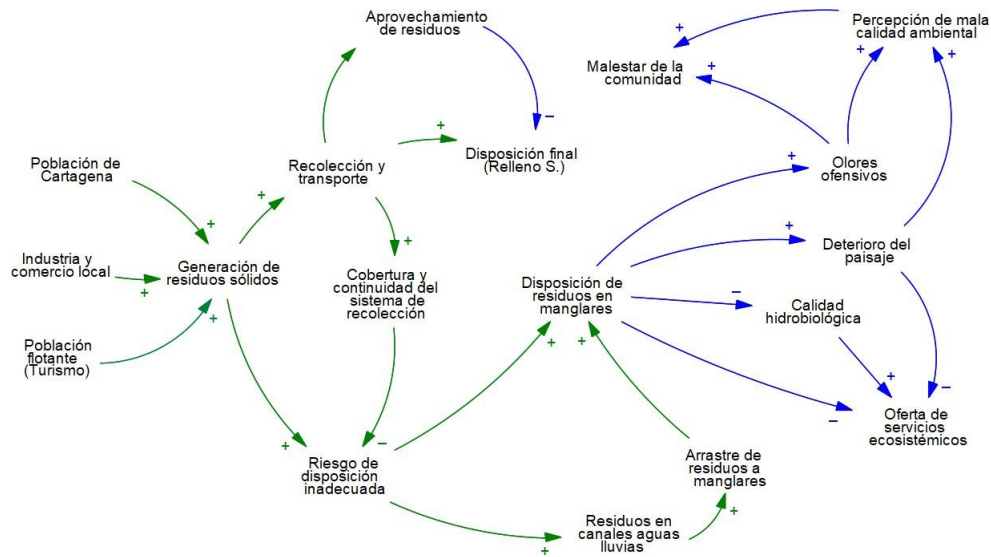 Aprovechamiento
de residuos
Percepción de mala
calidad ambiental
+
+
+
+
Malestar de la
comunidad
+
–
Disposición final
(Relleno S.)
Recolección y
transporte
Población de
Cartagena
+
Olores
ofensivos
+
+
+
+
Deterioro del
paisaje
Industria y
comercio local
+
Generación de
residuos sólidos
Cobertura y
continuidad del
sistema de
recolección
Disposición de
residuos en
manglares
–
Calidad
hidrobiológica
+
Población
flotante
(Turismo)
+
+
+
–
–
Oferta de
servicios
ecosistémicos
+
–
Riesgo de
disposición
inadecuada
Arrastre de
residuos a
manglares
+
Residuos en
canales aguas
lluvias
+